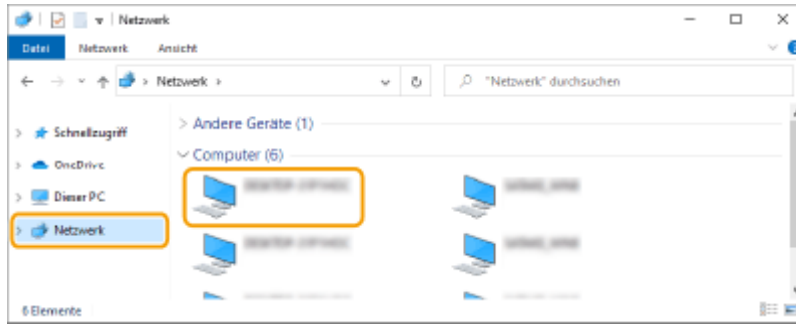 Netzwerk
Datei Netzwerk Ansicht
Netzwerk "Netzwerk" durchsuchen
Schnellzugriff
OneDrive
Dieser PC
Netzwerk
Andere Geräte (1)
Computer (6)
6 Elemente